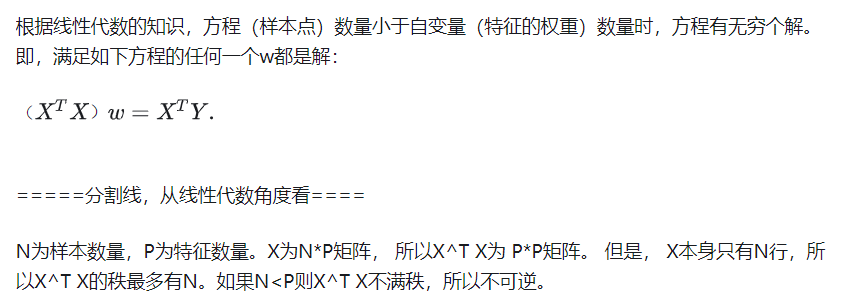 根据线性代数的知识，方程（样本点）数量小于自变量（特征的权重）数量时，方程有无穷个解。
即，满足如下方程的任何一个w都是解：
（X^T X）w = X^T Y.
=====分割线，从线性代数角度看====
N为样本数量，P为特征数量。X为N*P矩阵， 所以X^T X为 P*P矩阵。 但是， X本身只有N行，所
以X^T X的秩最多有N。如果N<P则X^T X不满秩，所以不可逆。